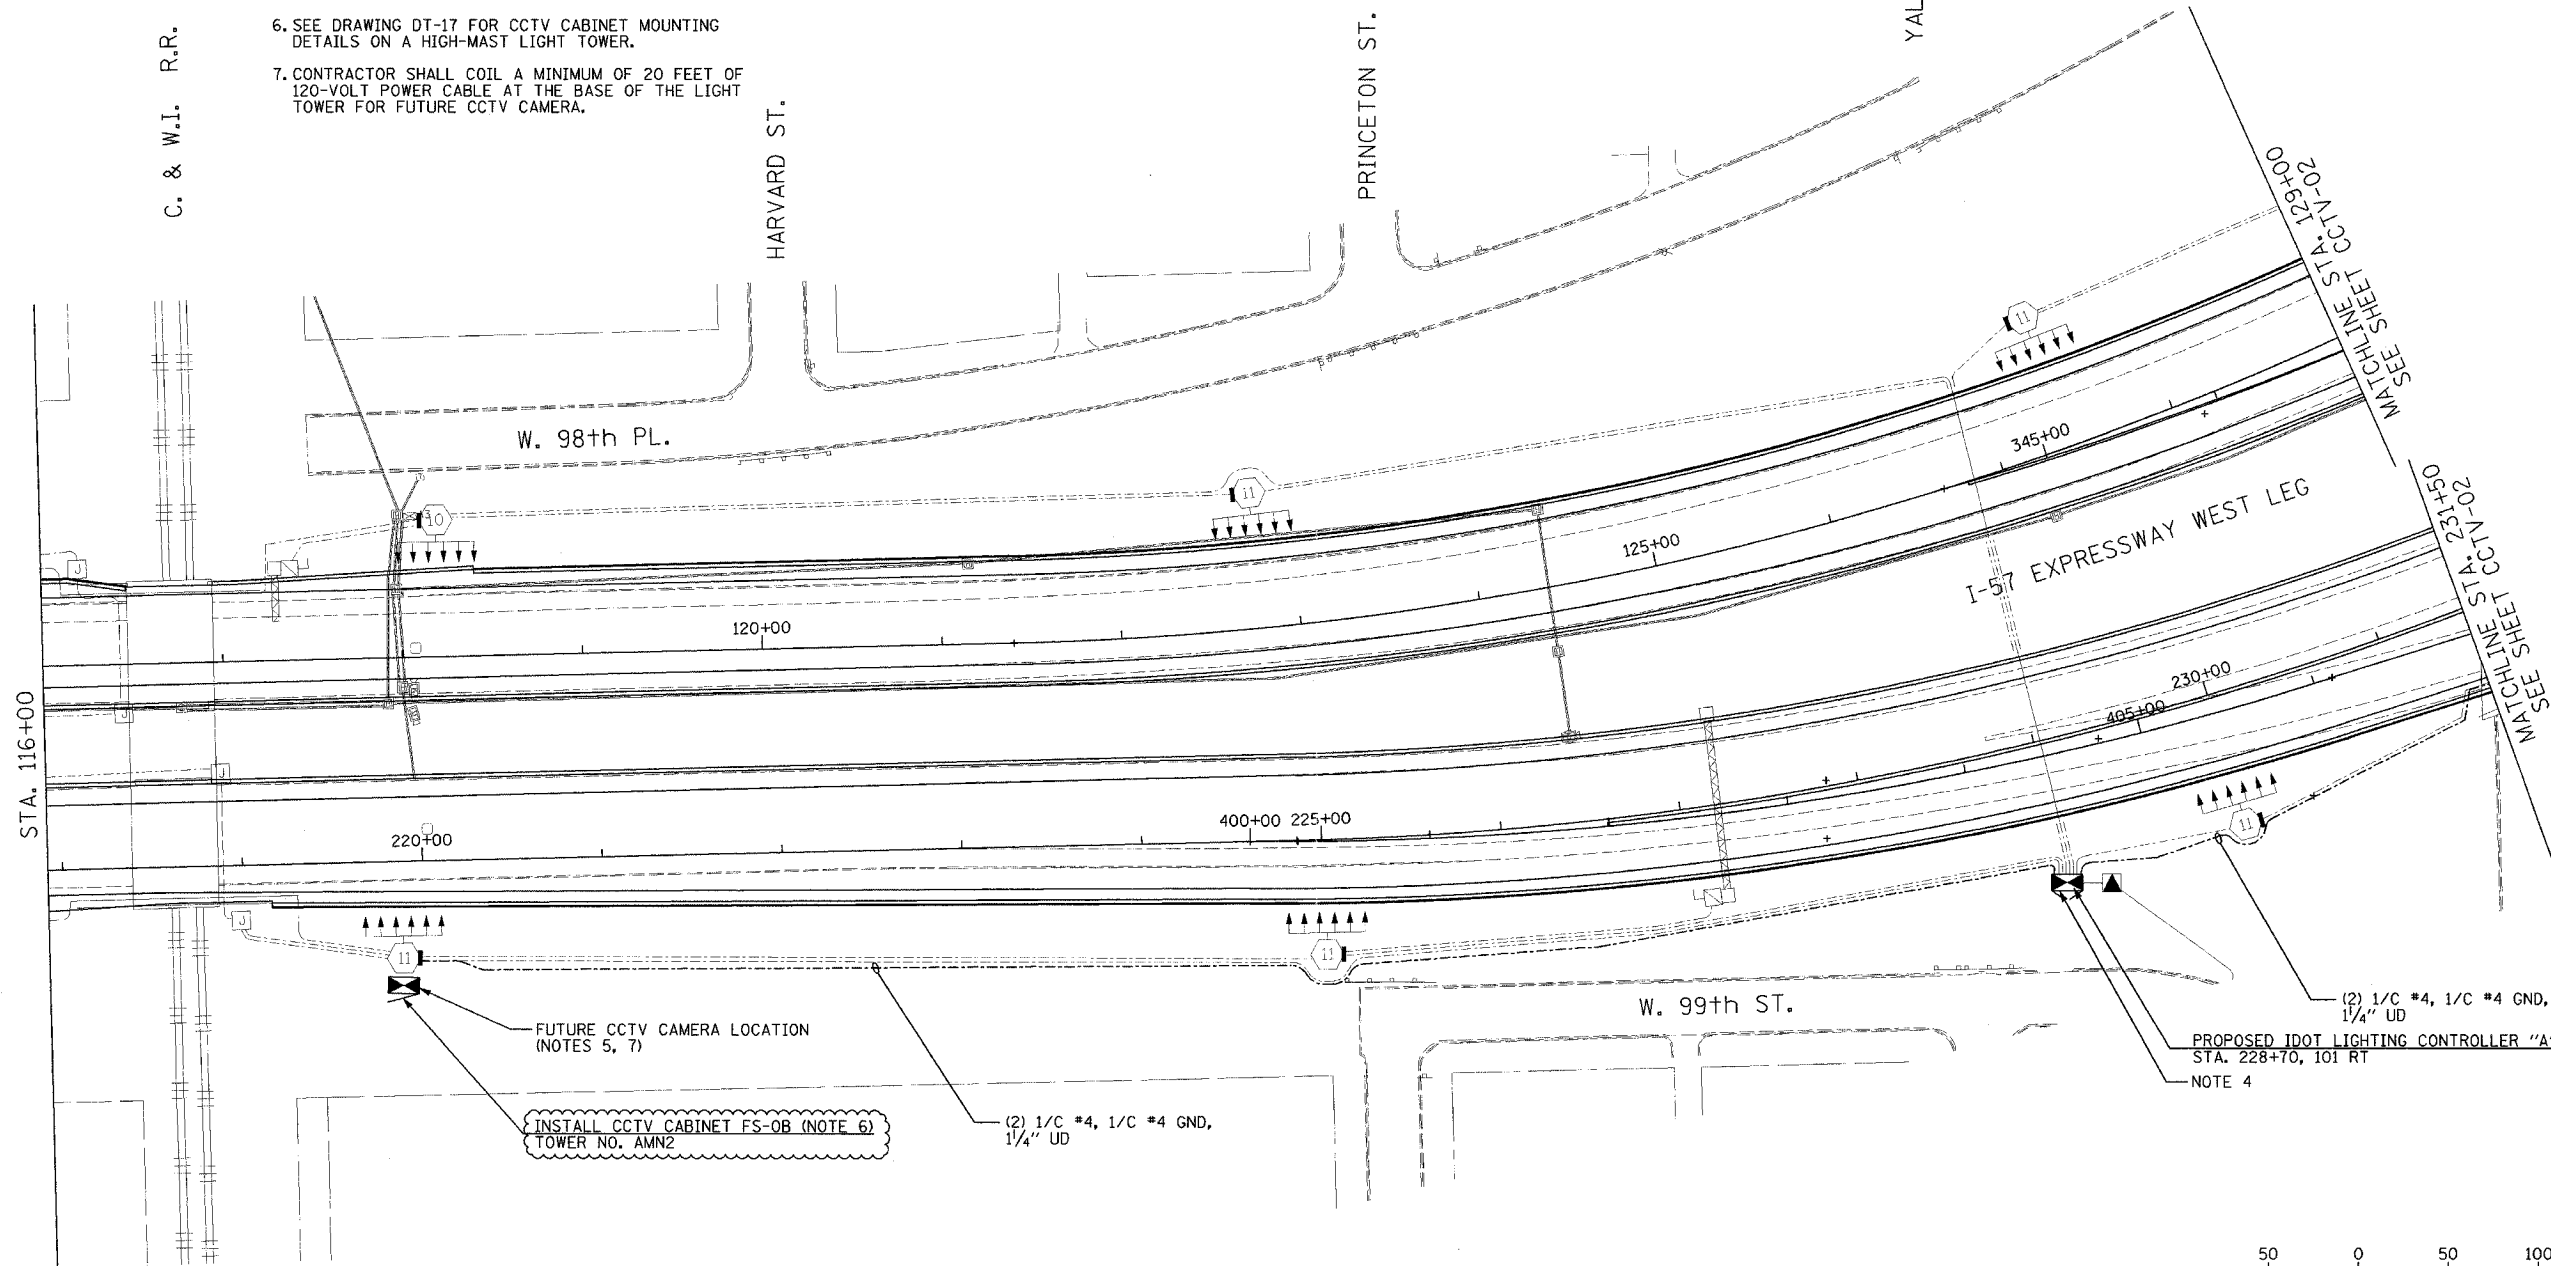 6. SEE DRAWING DT-17 FOR CCTV CABINET MOUNTING
DETAILS ON A HIGH-MAST LIGHT TOWER.
7. CONTRACTOR SHALL COIL A MINIMUM OF 20 FEET OF
120-VOLT POWER CABLE AT THE BASE OF THE LIGHT
TOWER FOR FUTURE CCTV CAMERA.
C. & W.I. R.R.
HARVARD ST.
PRINCETON ST.
YAL
W. 98th PL.
MATCHLINE STA. 129+00
SEE SHEET CCTV-02
11
345+00
10
11
125+00
I-57 EXPRESSWAY WEST LEG
MATCHLINE STA. 231+50
SEE SHEET CCTV-02
J
120+00
STA. 116+00
J
J
230+00
405+00
220+00
400+00 225+00
11
J
11
11
W. 99th ST.
FUTURE CCTV CAMERA LOCATION
(NOTES 5, 7)
(2) 1/C #4, 1/C #4 GND,
1 1/4" UD
PROPOSED IDOT LIGHTING CONTROLLER "A
STA. 228+70, 101 RT
NOTE 4
INSTALL CCTV CABINET FS-0B (NOTE 6)
TOWER NO. AMN2
(2) 1/C #4, 1/C #4 GND,
1 1/4" UD
50 0 50 100